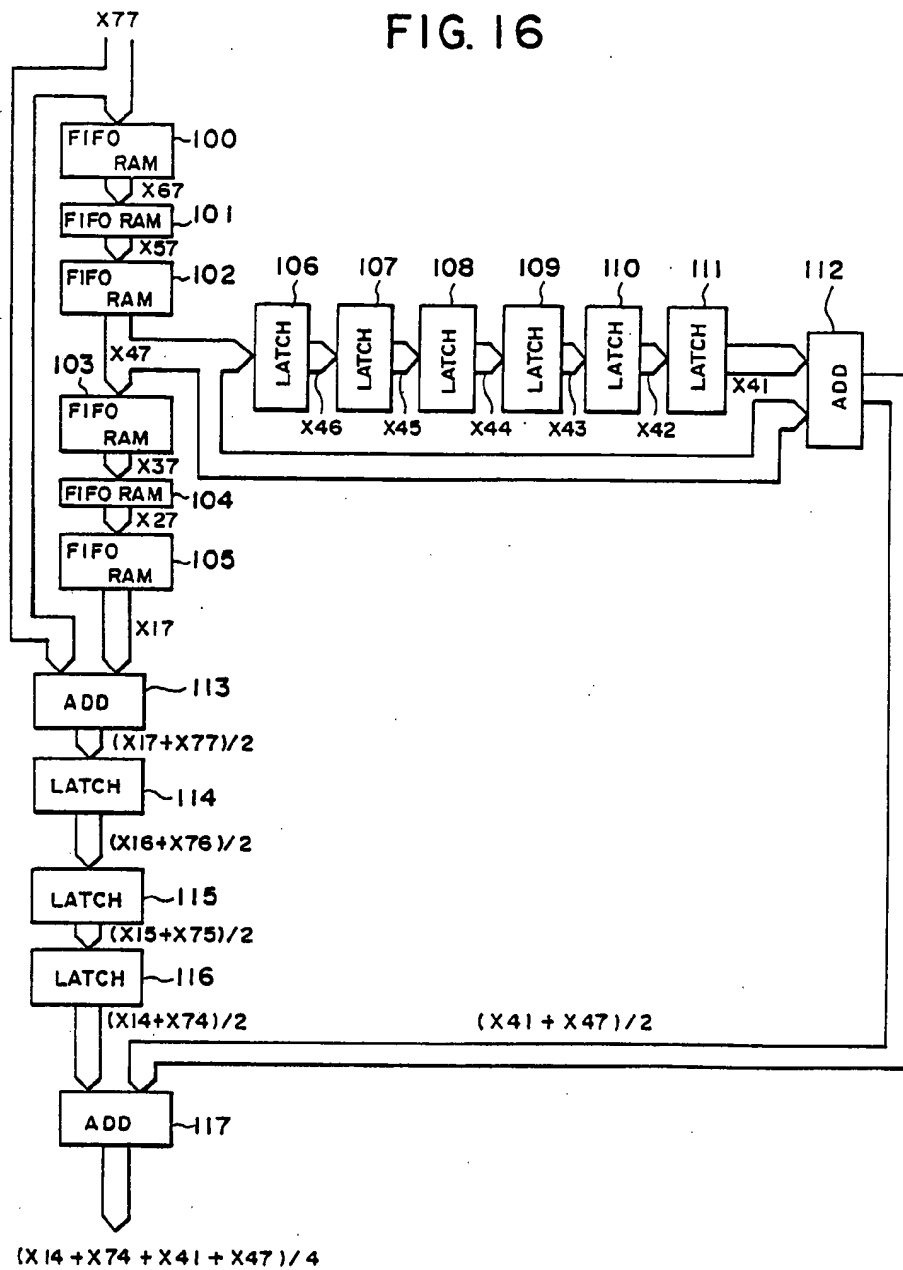 FIG. 16
X77
FIFO RAM
100
X67
FIFO RAM
101
X57
FIFO RAM
102
X47
103
FIFO RAM
X37
FIFO RAM
104
X27
FIFO RAM
105
X17
106
107
108
109
110
111
112
LATCH
LATCH
LATCH
LATCH
LATCH
LATCH
ADD
X46
X45
X44
X43
X42
X41
ADD
113
(X17+X77)/2
LATCH
114
(X16+X76)/2
LATCH
115
(X15+X75)/2
LATCH
116
(X14+X74)/2
(X41+X47)/2
ADD
117
(X14+X74+X41+X47)/4